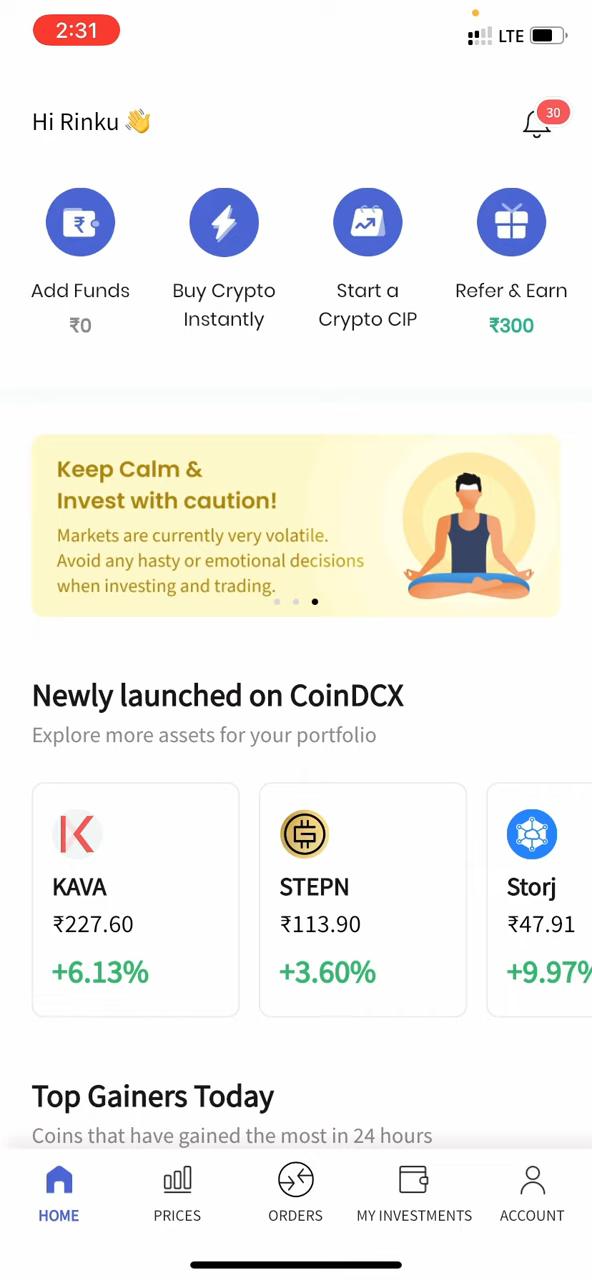 2:31
LTE
Hi Rinku 👋
30
Add Funds
₹0
Buy Crypto
Instantly
Start a
Crypto CIP
Refer & Earn
₹300
Keep Calm &
Invest with caution!
Markets are currently very volatile.
Avoid any hasty or emotional decisions
when investing and trading.
Newly launched on CoinDCX
Explore more assets for your portfolio
KAVA
₹227.60
+6.13%
STEPN
₹113.90
+3.60%
Storj
₹47.91
+9.97%
Top Gainers Today
Coins that have gained the most in 24 hours
HOME
PRICES
ORDERS
MY INVESTMENTS
ACCOUNT